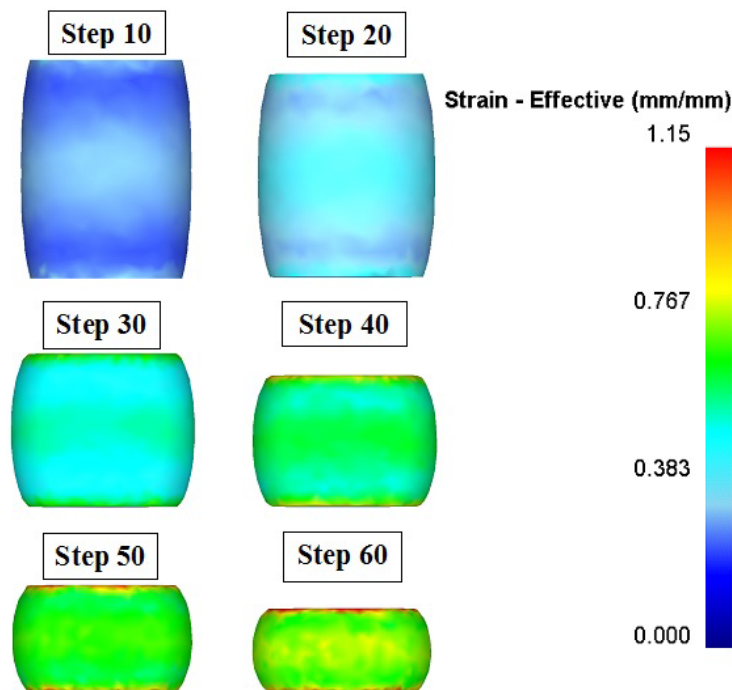 Step 10
Step 20
Strain - Effective (mm/mm)
1.15
0.767
0.383
0.000
Step 30
Step 40
Step 50
Step 60